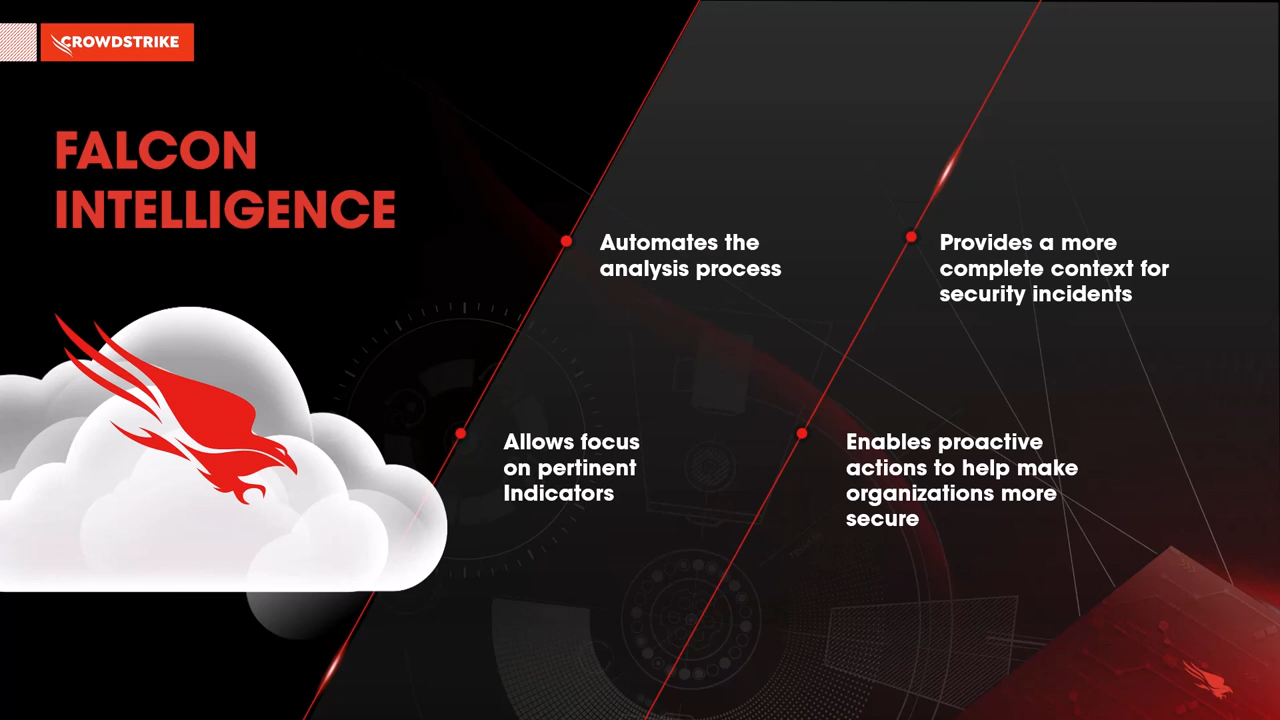 CROWDSTRIKE
FALCON
INTELLIGENCE
Automates the
analysis process
Provides a more
complete context for
security incidents
Allows focus
on pertinent
Indicators
Enables proactive
actions to help make
organizations more
secure